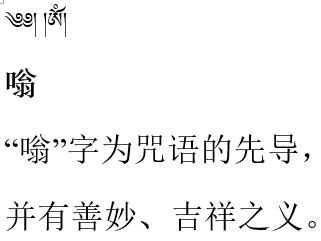 ༄༅། །ༀ།
嗡
“嗡”字为咒语的先导，
并有善妙、吉祥之义。